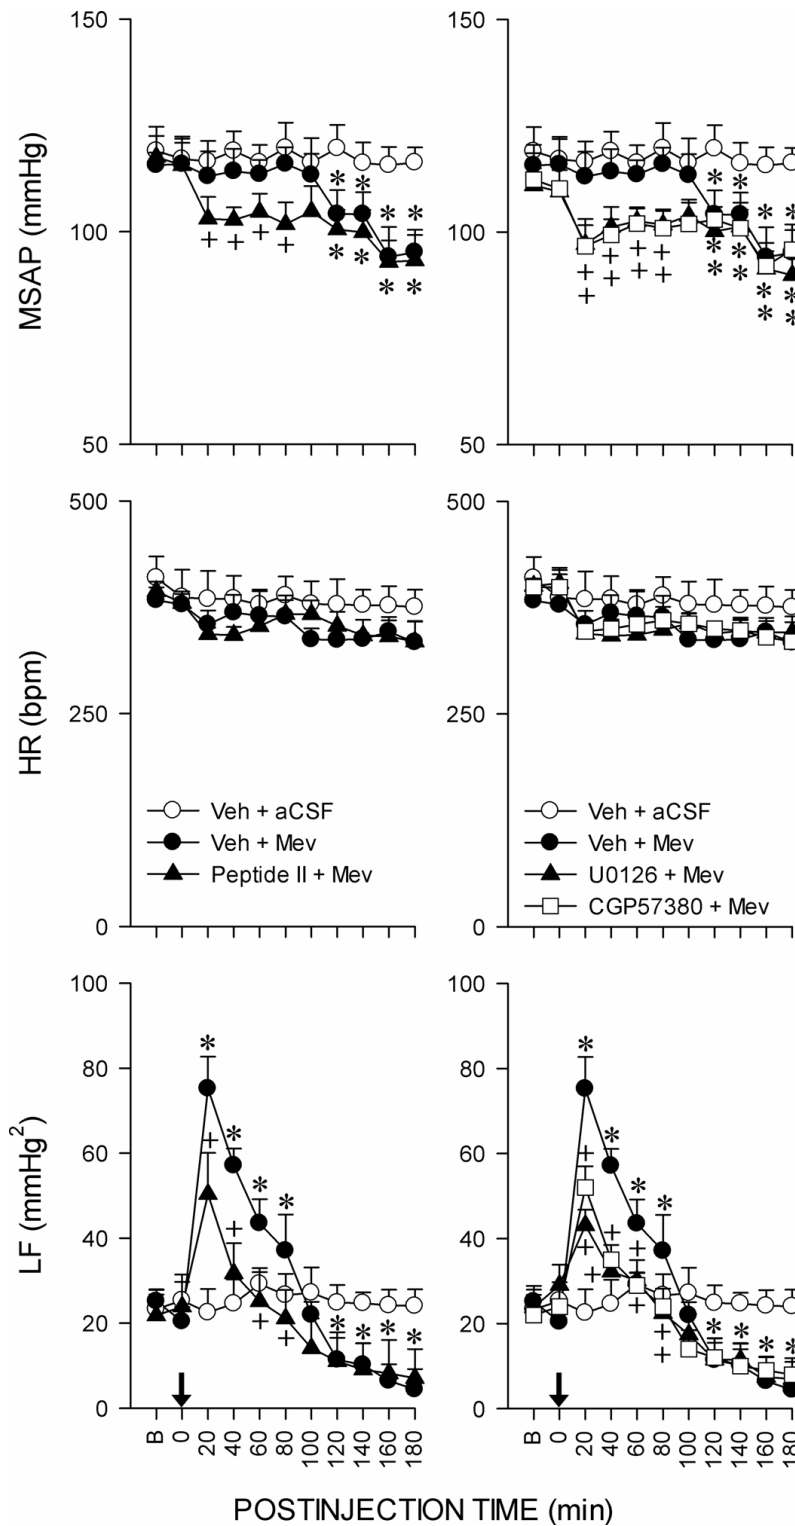 150 150
MSAP (mmHg)
100 100
50 50
500 500
HR (bpm)
250 250
Veh + aCSF Veh + aCSF
Veh + Mev Veh + Mev
Peptide II + Mev U0126 + Mev
CGP57380 + Mev
0 0
100 100
80 80
60 60
LF (mmHg²)
40 40
20 20
0 0
B 0 20 40 60 80 100 120 140 160 180 B 0 20 40 60 80 100 120 140 160 180
POSTINJECTION TIME (min)